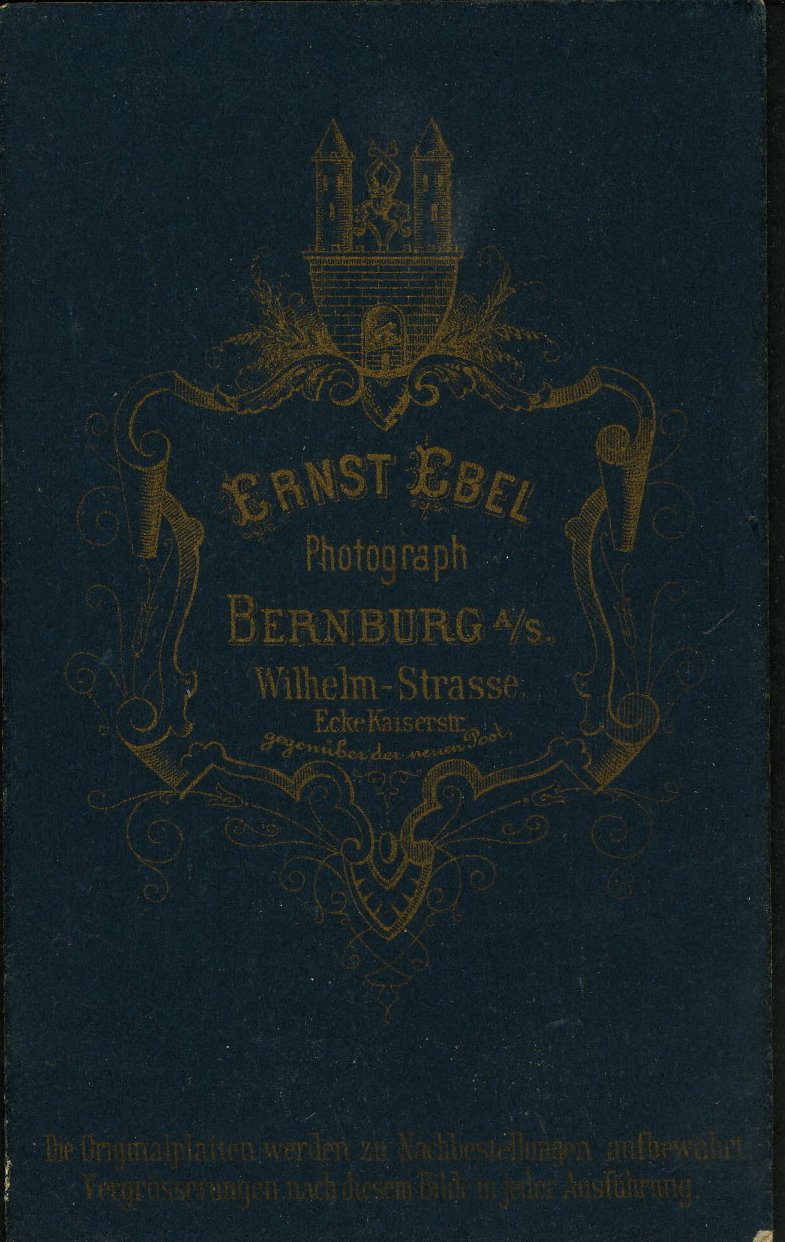 ERNST EBEL
Photograph
BERNBURG A/S.
Wilhelm-Strasse.
Ecke Kaiserstr.
gegenüber der neuen Post.
Die Originalplatten werden zu Nachbestellungen aufbewahrt.
Vergrösserungen nach diesem Bilde in jeder Ausführung.